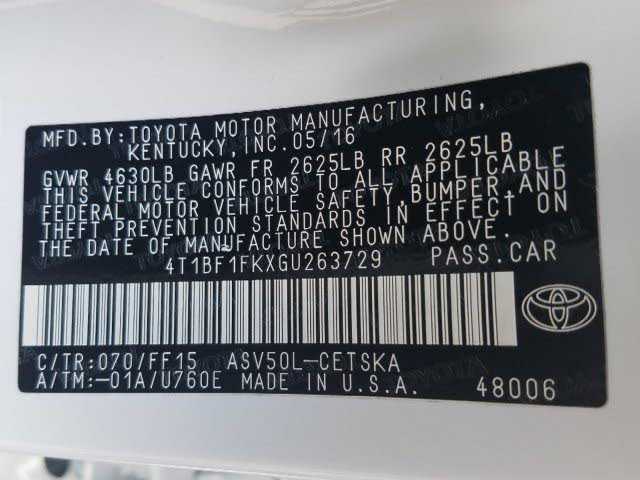 MFD.BY:TOYOTA MOTOR MANUFACTURING,
KENTUCKY,INC.05/16
GVWR 4630LB GAWR FR 2625LB RR 2625LB
THIS VEHICLE CONFORMS TO ALL APPLICABLE
FEDERAL MOTOR VEHICLE SAFETY,BUMPER,AND
THEFT PREVENTION STANDARDS IN EFFECT ON
THE DATE OF MANUFACTURE SHOWN ABOVE.
4T1BF1FKXGU263729 PASS.CAR
C/TR:070/FF15 ASV50L-CETSKA
A/TM:-01A/U760E MADE IN U.S.A. 48006